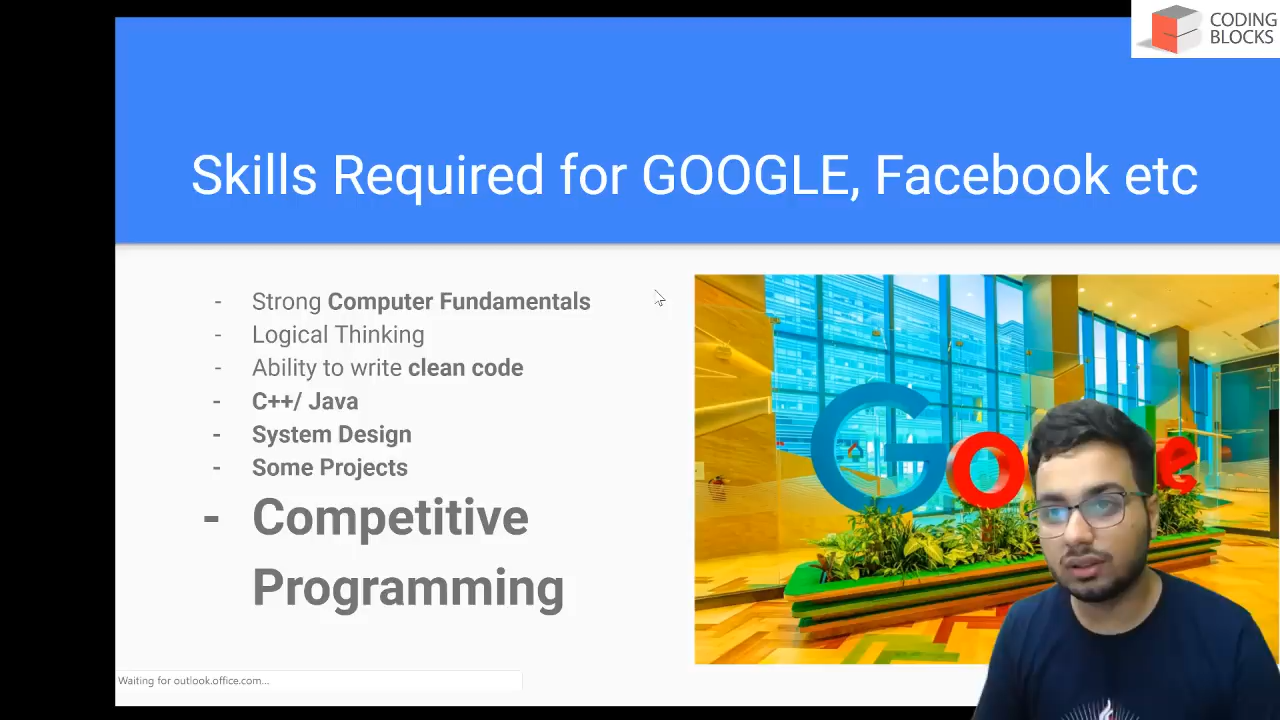 CODING
BLOCKS
Skills Required for GOOGLE, Facebook etc
- Strong Computer Fundamentals
- Logical Thinking
- Ability to write clean code
- C++/ Java
- System Design
- Some Projects
- Competitive
Programming
Go e
Waiting for outlook.office.com...